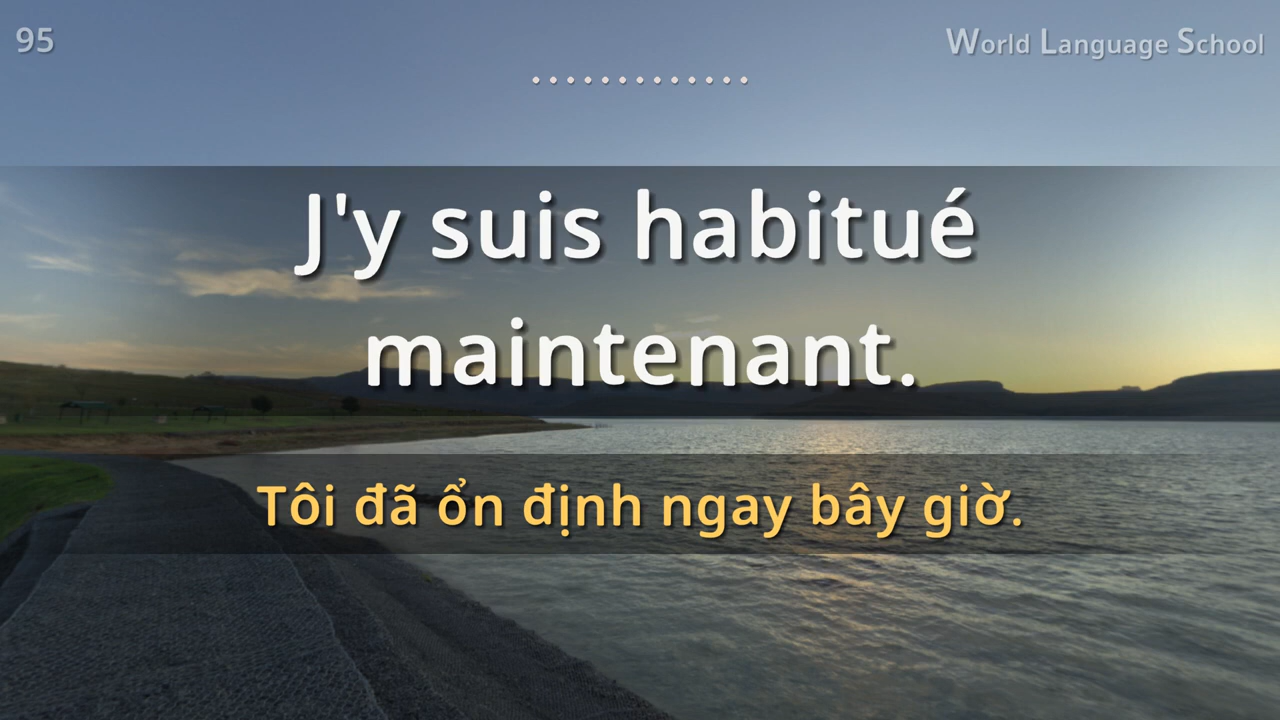 95
World Language School
J'y suis habitué
maintenant.
Tôi đã ổn định ngay bây giờ.